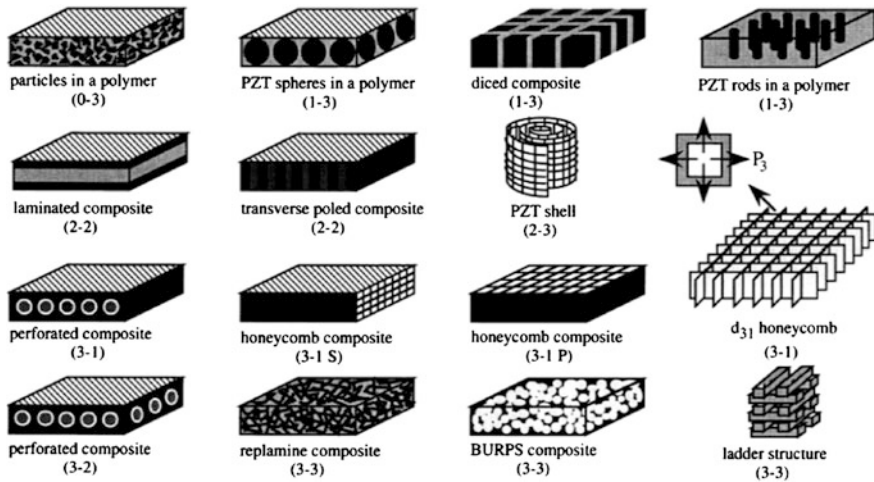 particles in a polymer
(0-3)
PZT spheres in a polymer
(1-3)
diced composite
(1-3)
PZT rods in a polymer
(1-3)
laminated composite
(2-2)
transverse poled composite
(2-2)
PZT shell
(2-3)
P3
perforated composite
(3-1)
honeycomb composite
(3-1 S)
honeycomb composite
(3-1 P)
d31 honeycomb
(3-1)
perforated composite
(3-2)
replamine composite
(3-3)
BURPS composite
(3-3)
ladder structure
(3-3)